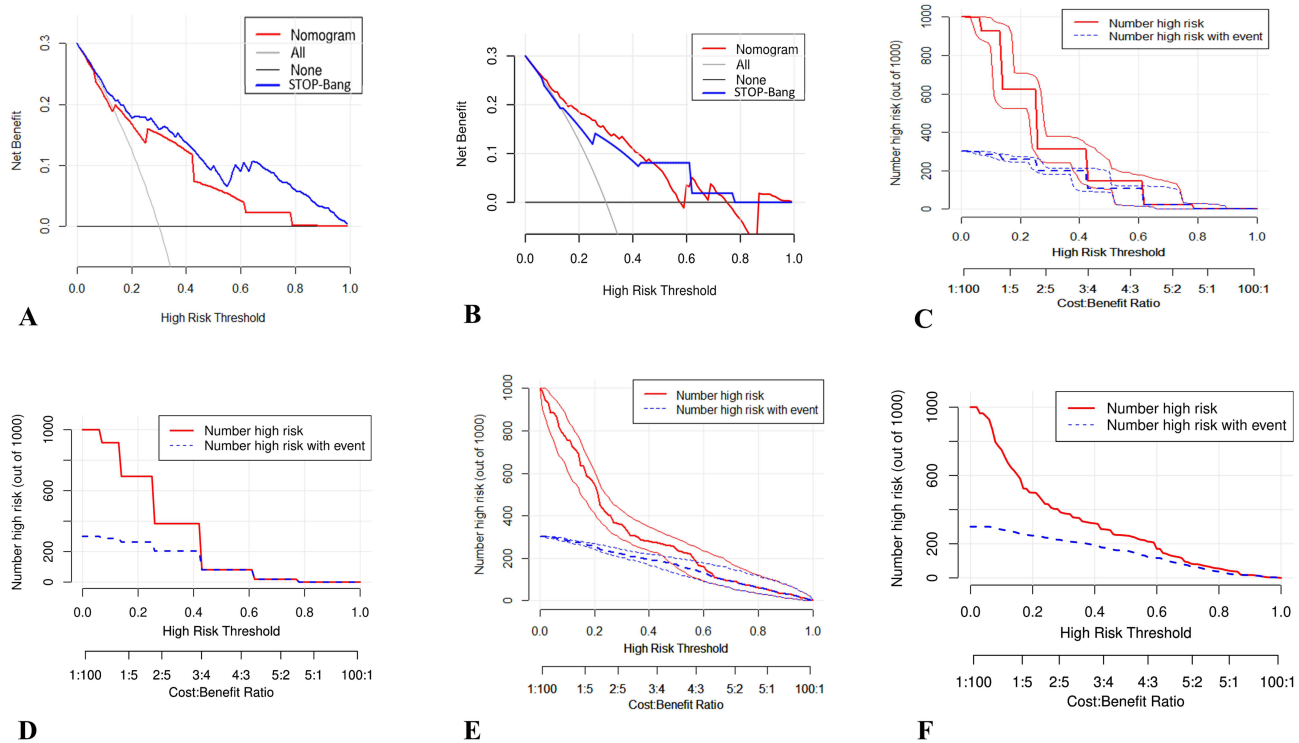 Nomogram
All
None
STOP-Bang
0.3
0.2
0.1
0.0
Net Benefit
0.0 0.2 0.4 0.6 0.8 1.0
High Risk Threshold
A
Nomogram
All
None
STOP-Bang
0.3
0.2
0.1
0.0
Net Benefit
0.0 0.2 0.4 0.6 0.8 1.0
High Risk Threshold
B
Number high risk
Number high risk with event
1000
800
600
400
200
0
Number high risk (out of 1000)
0.0 0.2 0.4 0.6 0.8 1.0
High Risk Threshold
1:100 1:5 2:5 3:4 4:3 5:2 5:1 100:1
Cost:Benefit Ratio
C
Number high risk
Number high risk with event
1000
600
200
0
Number high risk (out of 1000)
0.0 0.2 0.4 0.6 0.8 1.0
High Risk Threshold
1:100 1:5 2:5 3:4 4:3 5:2 5:1 100:1
Cost:Benefit Ratio
D
Number high risk
Number high risk with event
1000
800
600
400
200
0
Number high risk (out of 1000)
0.0 0.2 0.4 0.6 0.8 1.0
High Risk Threshold
1:100 1:5 2:5 3:4 4:3 5:2 5:1 100:1
Cost:Benefit Ratio
E
Number high risk
Number high risk with event
1000
600
200
0
Number high risk (out of 1000)
0.0 0.2 0.4 0.6 0.8 1.0
High Risk Threshold
1:100 1:5 2:5 3:4 4:3 5:2 5:1 100:1
Cost:Benefit Ratio
F